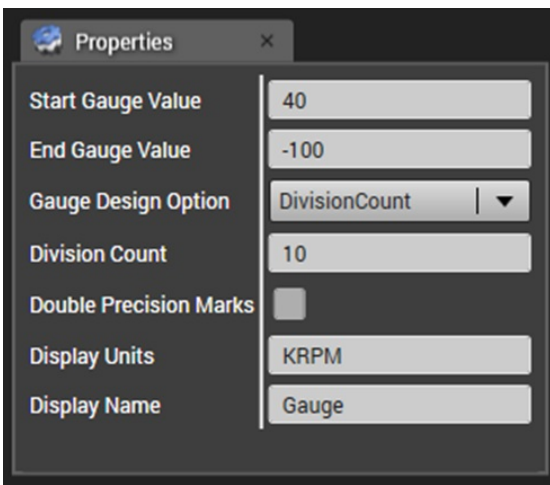 Properties
Start Gauge Value 40
End Gauge Value -100
Gauge Design Option DivisionCount
Division Count 10
Double Precision Marks
Display Units KRPM
Display Name Gauge